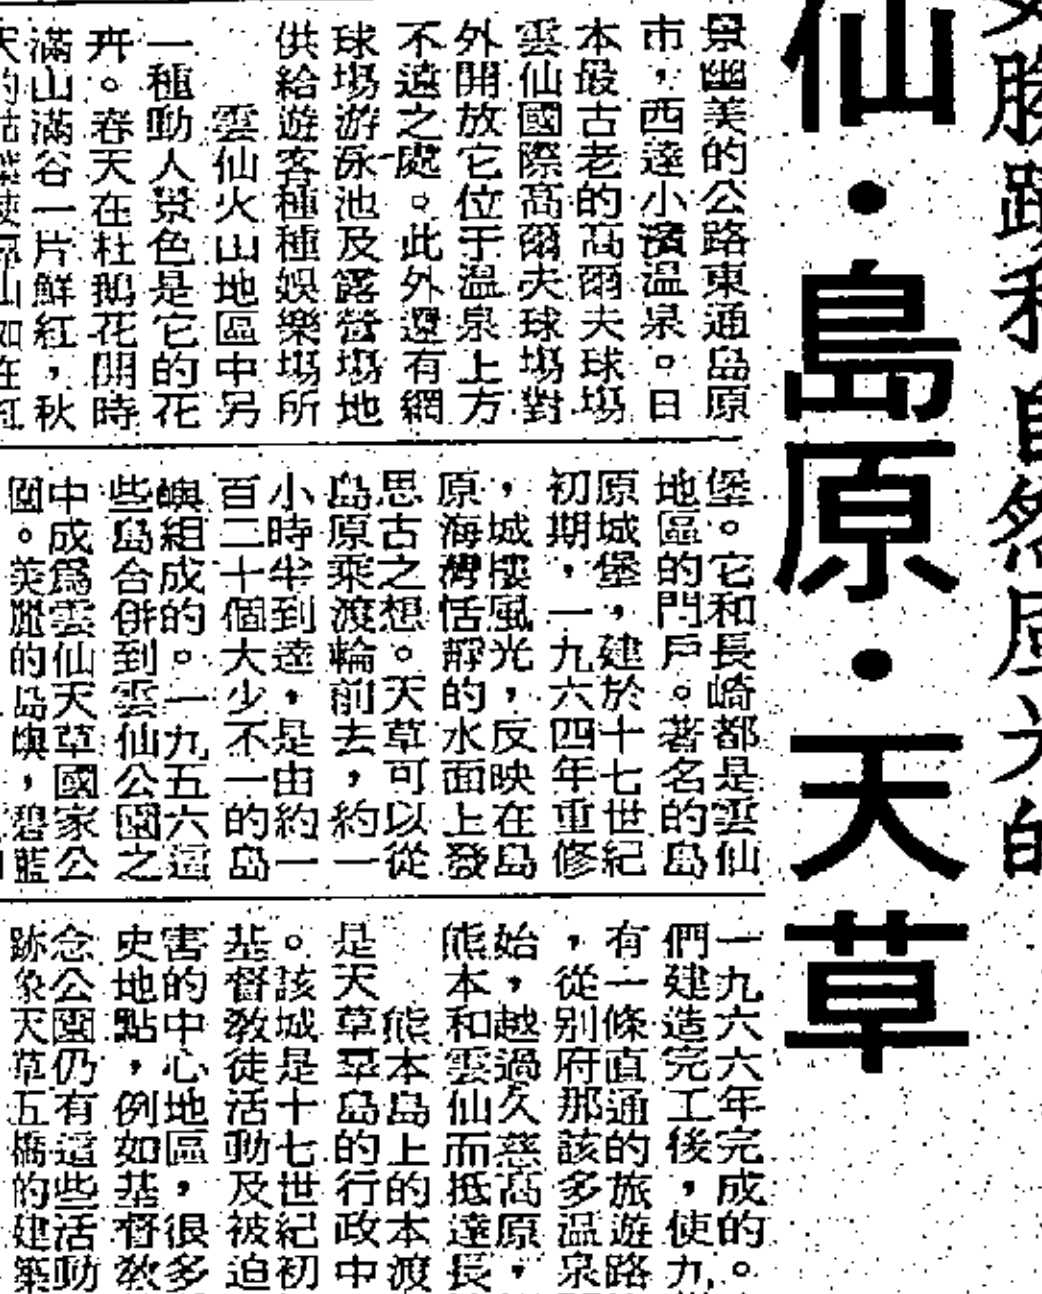 仙・島原・天草
景幽美的公路東通島原
市，西達小濱温泉。日
本最古老的高爾夫球場
雲仙國際高爾夫球場對
外開放它位于温泉上方
不遠之處。此外還有網
球場游泳池及露營場地
供給遊客種種娛樂場所
雲仙火山地區中另
一種動人景色是它的花
卉。春天在杜鵑花開時
滿山滿谷一片鮮紅，秋
堡。它和長崎都是雲仙
地區的門戶。著名的島
原城堡，建於十七世紀
初期，一九六四年重修
，城樓風光，反映在島
原海灣恬靜的水面上發
思古之想。天草可以從
島原乘渡輪前去，約一
小時半到達，是由約一
百二十個大少不一的島
嶼組成的。一九五六這
些島合併到雲仙公園之
中成爲雲仙天草國家公
園。美麗的島嶼，碧藍
一九六六年完成的。
們建造完工後，使九
有一條直通的旅遊路
，從别府那該多温泉
始，越過久慈高原，
熊本和雲仙而抵達長
熊本島上的本渡
是天草羣島的行政中
。該城是十七世紀初
基督教徒活動及被迫
害的中心地區，很多
史地點，例如基督教
念公園仍有這些活動
跡象天草五橋的建築